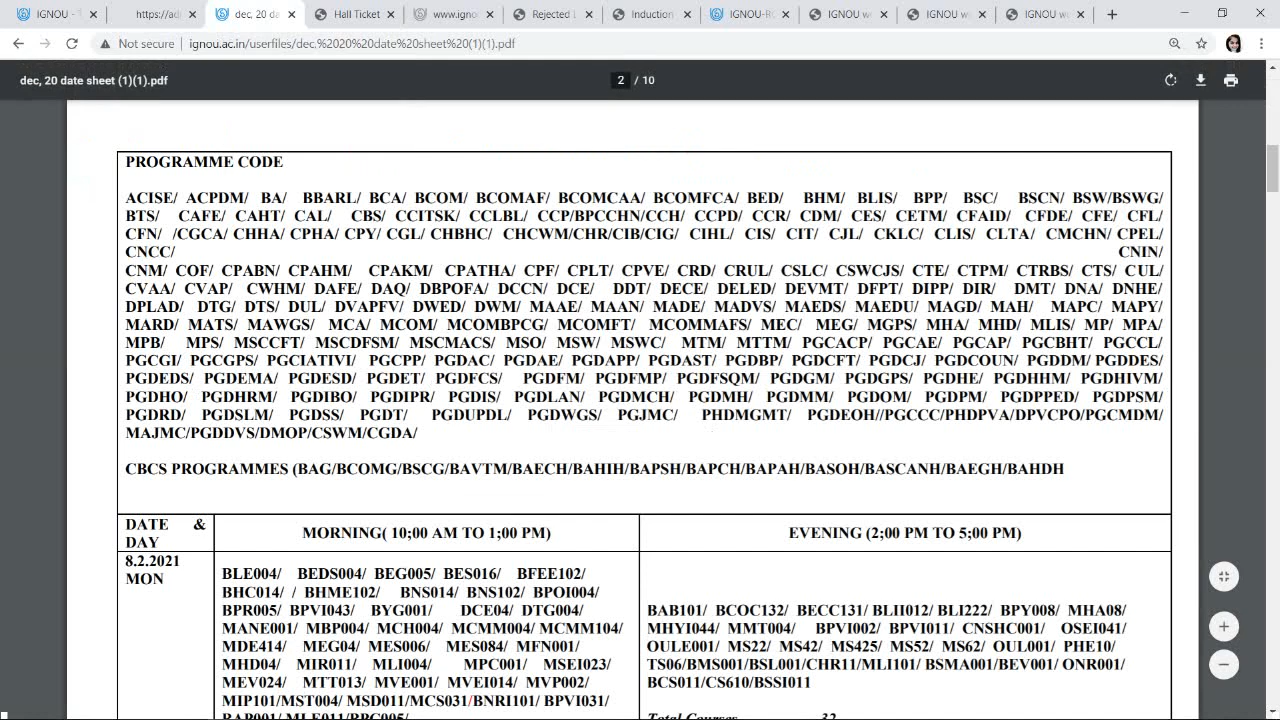 IGNOU - T
https://adr
dec, 20 da
Hall Ticket
www.igno
Rejected L
Induction
IGNOU-RO
IGNOU w
IGNOU w
IGNOU w
Not secure | ignou.ac.in/userfiles/dec.%2020%20date%20sheet%20(1)(1).pdf
dec, 20 date sheet (1)(1).pdf
2 / 10
PROGRAMME CODE
ACISE/ ACPDM/ BA/ BBARL/ BCA/ BCOM/ BCOMAF/ BCOMCAA/ BCOMFCA/ BED/ BHM/ BLIS/ BPP/ BSC/ BSCN/ BSW/BSWG/
BTS/ CAFE/ CAHT/ CAL/ CBS/ CCITSK/ CCLBL/ CCP/BPCCHN/CCH/ CCPD/ CCR/ CDM/ CES/ CETM/ CFAID/ CFDE/ CFE/ CFL/
CFN/ /CGCA/ CHHA/ CPHA/ CPY/ CGL/ CHBHC/ CHCWM/CHR/CIB/CIG/ CIHL/ CIS/ CIT/ CJL/ CKLC/ CLIS/ CLTA/ CMCHN/ CPEL/
CNCC/ CNIN/
CNM/ COF/ CPABN/ CPAHM/ CPAKM/ CPATHA/ CPF/ CPLT/ CPVE/ CRD/ CRUL/ CSLC/ CSWCJS/ CTE/ CTPM/ CTRBS/ CTS/ CUL/
CVAA/ CVAP/ CWHM/ DAFE/ DAQ/ DBPOFA/ DCCN/ DCE/ DDT/ DECE/ DELED/ DEVMT/ DFPT/ DIPP/ DIR/ DMT/ DNA/ DNHE/
DPLAD/ DTG/ DTS/ DUL/ DVAPFV/ DWED/ DWM/ MAAE/ MAAN/ MADE/ MADVS/ MAEDS/ MAEDU/ MAGD/ MAH/ MAPC/ MAPY/
MARD/ MATS/ MAWGS/ MCA/ MCOM/ MCOMBPCG/ MCOMFT/ MCOMMAFS/ MEC/ MEG/ MGPS/ MHA/ MHD/ MLIS/ MP/ MPA/
MPB/ MPS/ MSCCFT/ MSCDFSM/ MSCMACS/ MSO/ MSW/ MSWC/ MTM/ MTTM/ PGCACP/ PGCAE/ PGCAP/ PGCBHT/ PGCCL/
PGCGI/ PGCGPS/ PGCIATIVI/ PGCPP/ PGDAC/ PGDAE/ PGDAPP/ PGDAST/ PGDBP/ PGDCFT/ PGDCJ/ PGDCOUN/ PGDDM/ PGDDES/
PGDEDS/ PGDEMA/ PGDESD/ PGDET/ PGDFCS/ PGDFM/ PGDFMP/ PGDFSQM/ PGDGM/ PGDGPS/ PGDHE/ PGDHHM/ PGDHIVM/
PGDHO/ PGDHRM/ PGDIBO/ PGDIPR/ PGDIS/ PGDLAN/ PGDMCH/ PGDMH/ PGDMM/ PGDOM/ PGDPM/ PGDPPED/ PGDPSM/
PGDRD/ PGDSLM/ PGDSS/ PGDT/ PGDUPDL/ PGDWGS/ PGJMC/ PHDMGMT/ PGDEOH//PGCCC/PHDPVA/DPVCPO/PGCMDM/
MAJMC/PGDDVS/DMOP/CSWM/CGDA/
CBCS PROGRAMMES (BAG/BCOMG/BSCG/BAVTM/BAECH/BAHIH/BAPSH/BAPCH/BAPAH/BASOH/BASCANH/BAEGH/BAHDH
DATE &
DAY
MORNING( 10;00 AM TO 1;00 PM)
EVENING (2;00 PM TO 5;00 PM)
8.2.2021
MON
BLE004/ BEDS004/ BEG005/ BES016/ BFEE102/
BHC014/ / BHME102/ BNS014/ BNS102/ BPOI004/
BPR005/ BPVI043/ BYG001/ DCE04/ DTG004/
MANE001/ MBP004/ MCH004/ MCMM004/ MCMM104/
MDE414/ MEG04/ MES006/ MES084/ MFN001/
MHD04/ MIR011/ MLI004/ MPC001/ MSEI023/
MEV024/ MTT013/ MVE001/ MVEI014/ MVP002/
MIP101/MST004/ MSD011/MCS031/BNRI101/ BPVI031/
BAP001/ MLE011/BPC005/
BAB101/ BCOC132/ BECC131/ BLII012/ BLI222/ BPY008/ MHA08/
MHYI044/ MMT004/ BPVI002/ BPVI011/ CNSHC001/ OSEI041/
OULE001/ MS22/ MS42/ MS425/ MS52/ MS62/ OUL001/ PHE10/
TS06/BMS001/BSL001/CHR11/MLI101/ BSMA001/BEV001/ ONR001/
BCS011/CS610/BSSI011
Total Courses 32